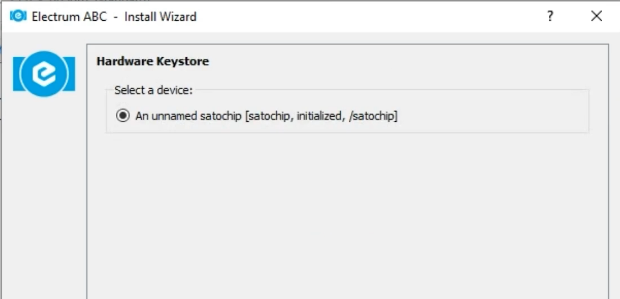 Electrum ABC - Install Wizard
Hardware Keystore
Select a device:
An unnamed satochip [satochip, initialized, /satochip]